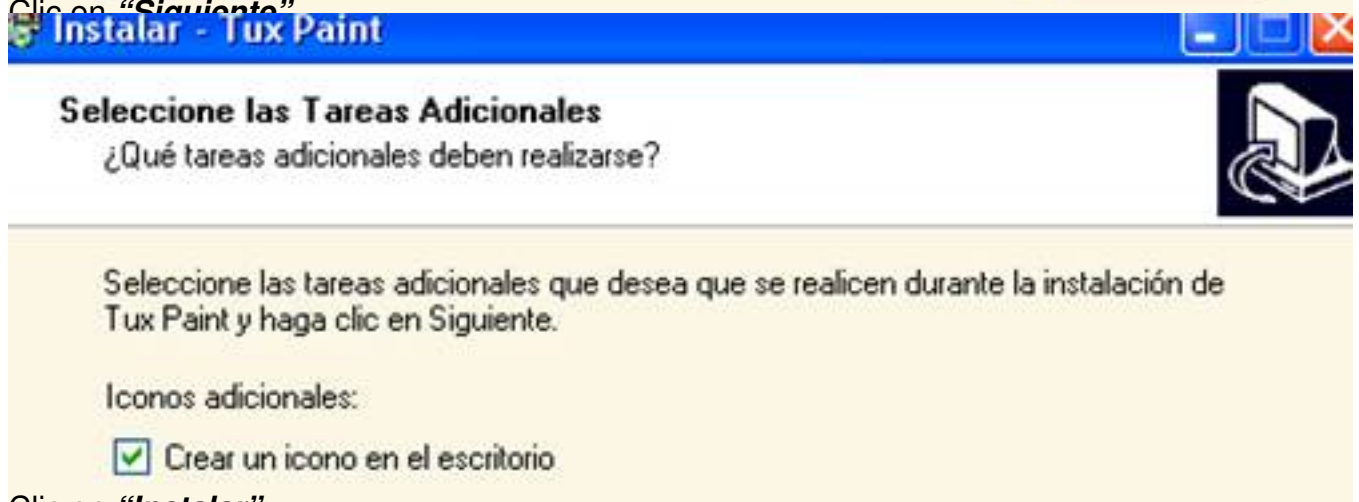 Clic en “Siguiente”
Instalar - Tux Paint
Seleccione las Tareas Adicionales
¿Qué tareas adicionales deben realizarse?
Seleccione las tareas adicionales que desea que se realicen durante la instalación de
Tux Paint y haga clic en Siguiente.
Iconos adicionales:
Crear un icono en el escritorio
Clic en “Instalar”